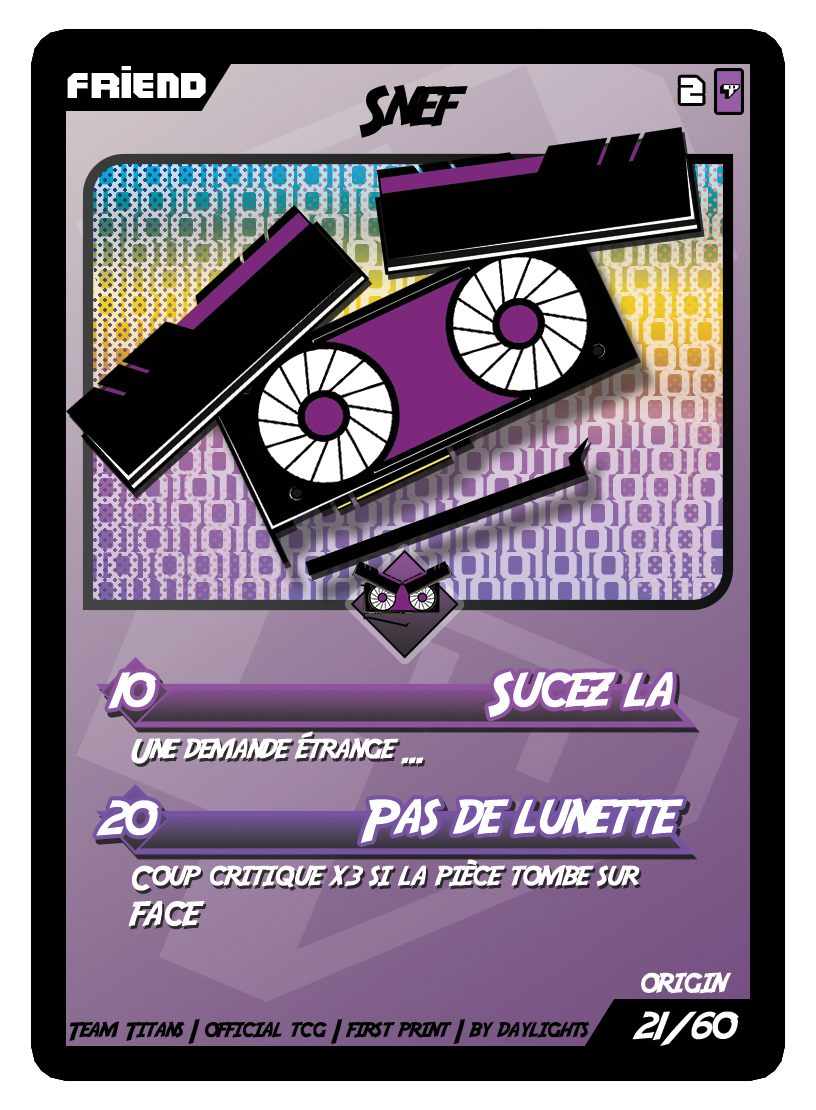 FRiEND
SNEF
2
10 SUCEZ LA
UNE DEMANDE ÉTRANGE ...
20 PAS DE LUNETTE
COUP CRITIQUE X3 SI LA PIÈCE TOMBE SUR
FACE
ORIGIN
TEAM TITANS / OFFICIAL TCG / FIRST PRINT / BY DAYLIGHTS
21/60